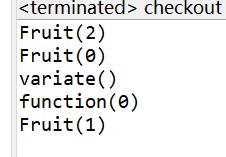 <terminated> checkout
Fruit(2)
Fruit(0)
variate()
function(0)
Fruit(1)